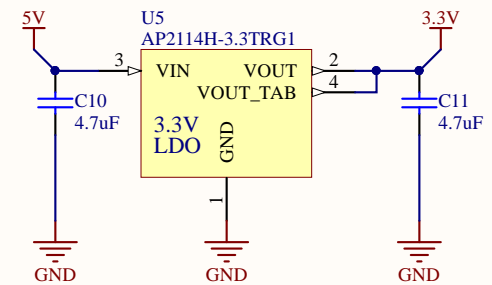 5V
U5
AP2114H-3.3TRG1
3.3V
3
VIN
VOUT
2
VOUT_TAB
4
C10
4.7uF
3.3V
LDO
GND
1
C11
4.7uF
GND
GND
GND